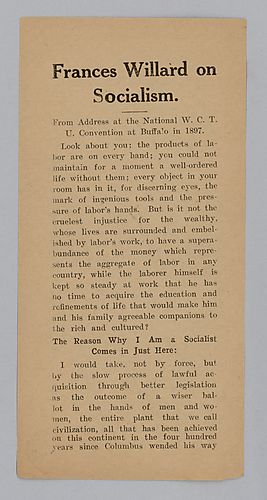 Frances Willard on
Socialism.
From Address at the National W. C. T.
U. Convention at Buffalo in 1897.
Look about you; the products of la-
bor are on every hand; you could not
maintain for a moment a well-ordered
life without them; every object in your
room has in it, for discerning eyes, the
mark of ingenious tools and the pres-
sure of labor's hands. But is it not the
cruelest injustice for the wealthy,
whose lives are surrounded and embel-
ished by labor's work, to have a supera-
bundance of the money which repre-
sents the aggregate of labor in any
country, while the laborer himself is
kept so steady at work that he has
no time to acquire the education and
refinements of life that would make him
and his family agreeable companions to
the rich and cultured?
The Reason Why I Am a Socialist
Comes in Just Here:
I would take, not by force, but
by the slow process of lawful ac-
quisition through better legislation
as the outcome of a wiser bal-
lot in the hands of men and wo-
men, the entire plant that we call
civilization, all that has been achieved
on this continent in the four hundred
years since Columbus wended his way